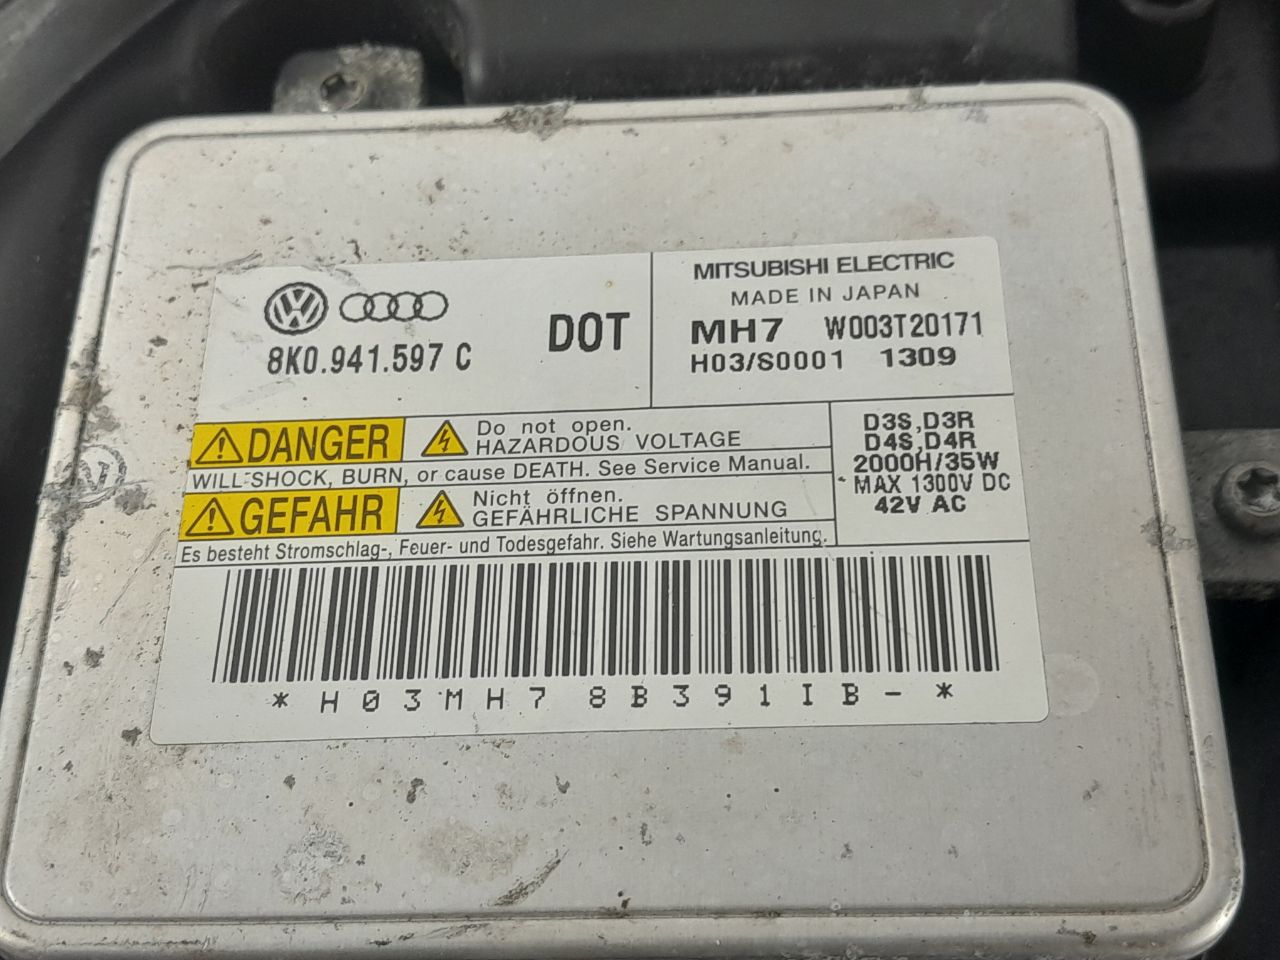 8K0.941.597 C
DOT
MITSUBISHI ELECTRIC
MADE IN JAPAN
MH7 W003T20171
H03/S0001 1309
DANGER
Do not open.
HAZARDOUS VOLTAGE
WILL SHOCK, BURN, or cause DEATH. See Service Manual.
GEFAHR
Nicht öffnen.
GEFÄHRLICHE SPANNUNG
Es besteht Stromschlag-, Feuer- und Todesgefahr. Siehe Wartungsanleitung.
D3S,D3R
D4S,D4R
2000H/35W
MAX 1300V DC
42V AC
*H03MH78B391IB-*